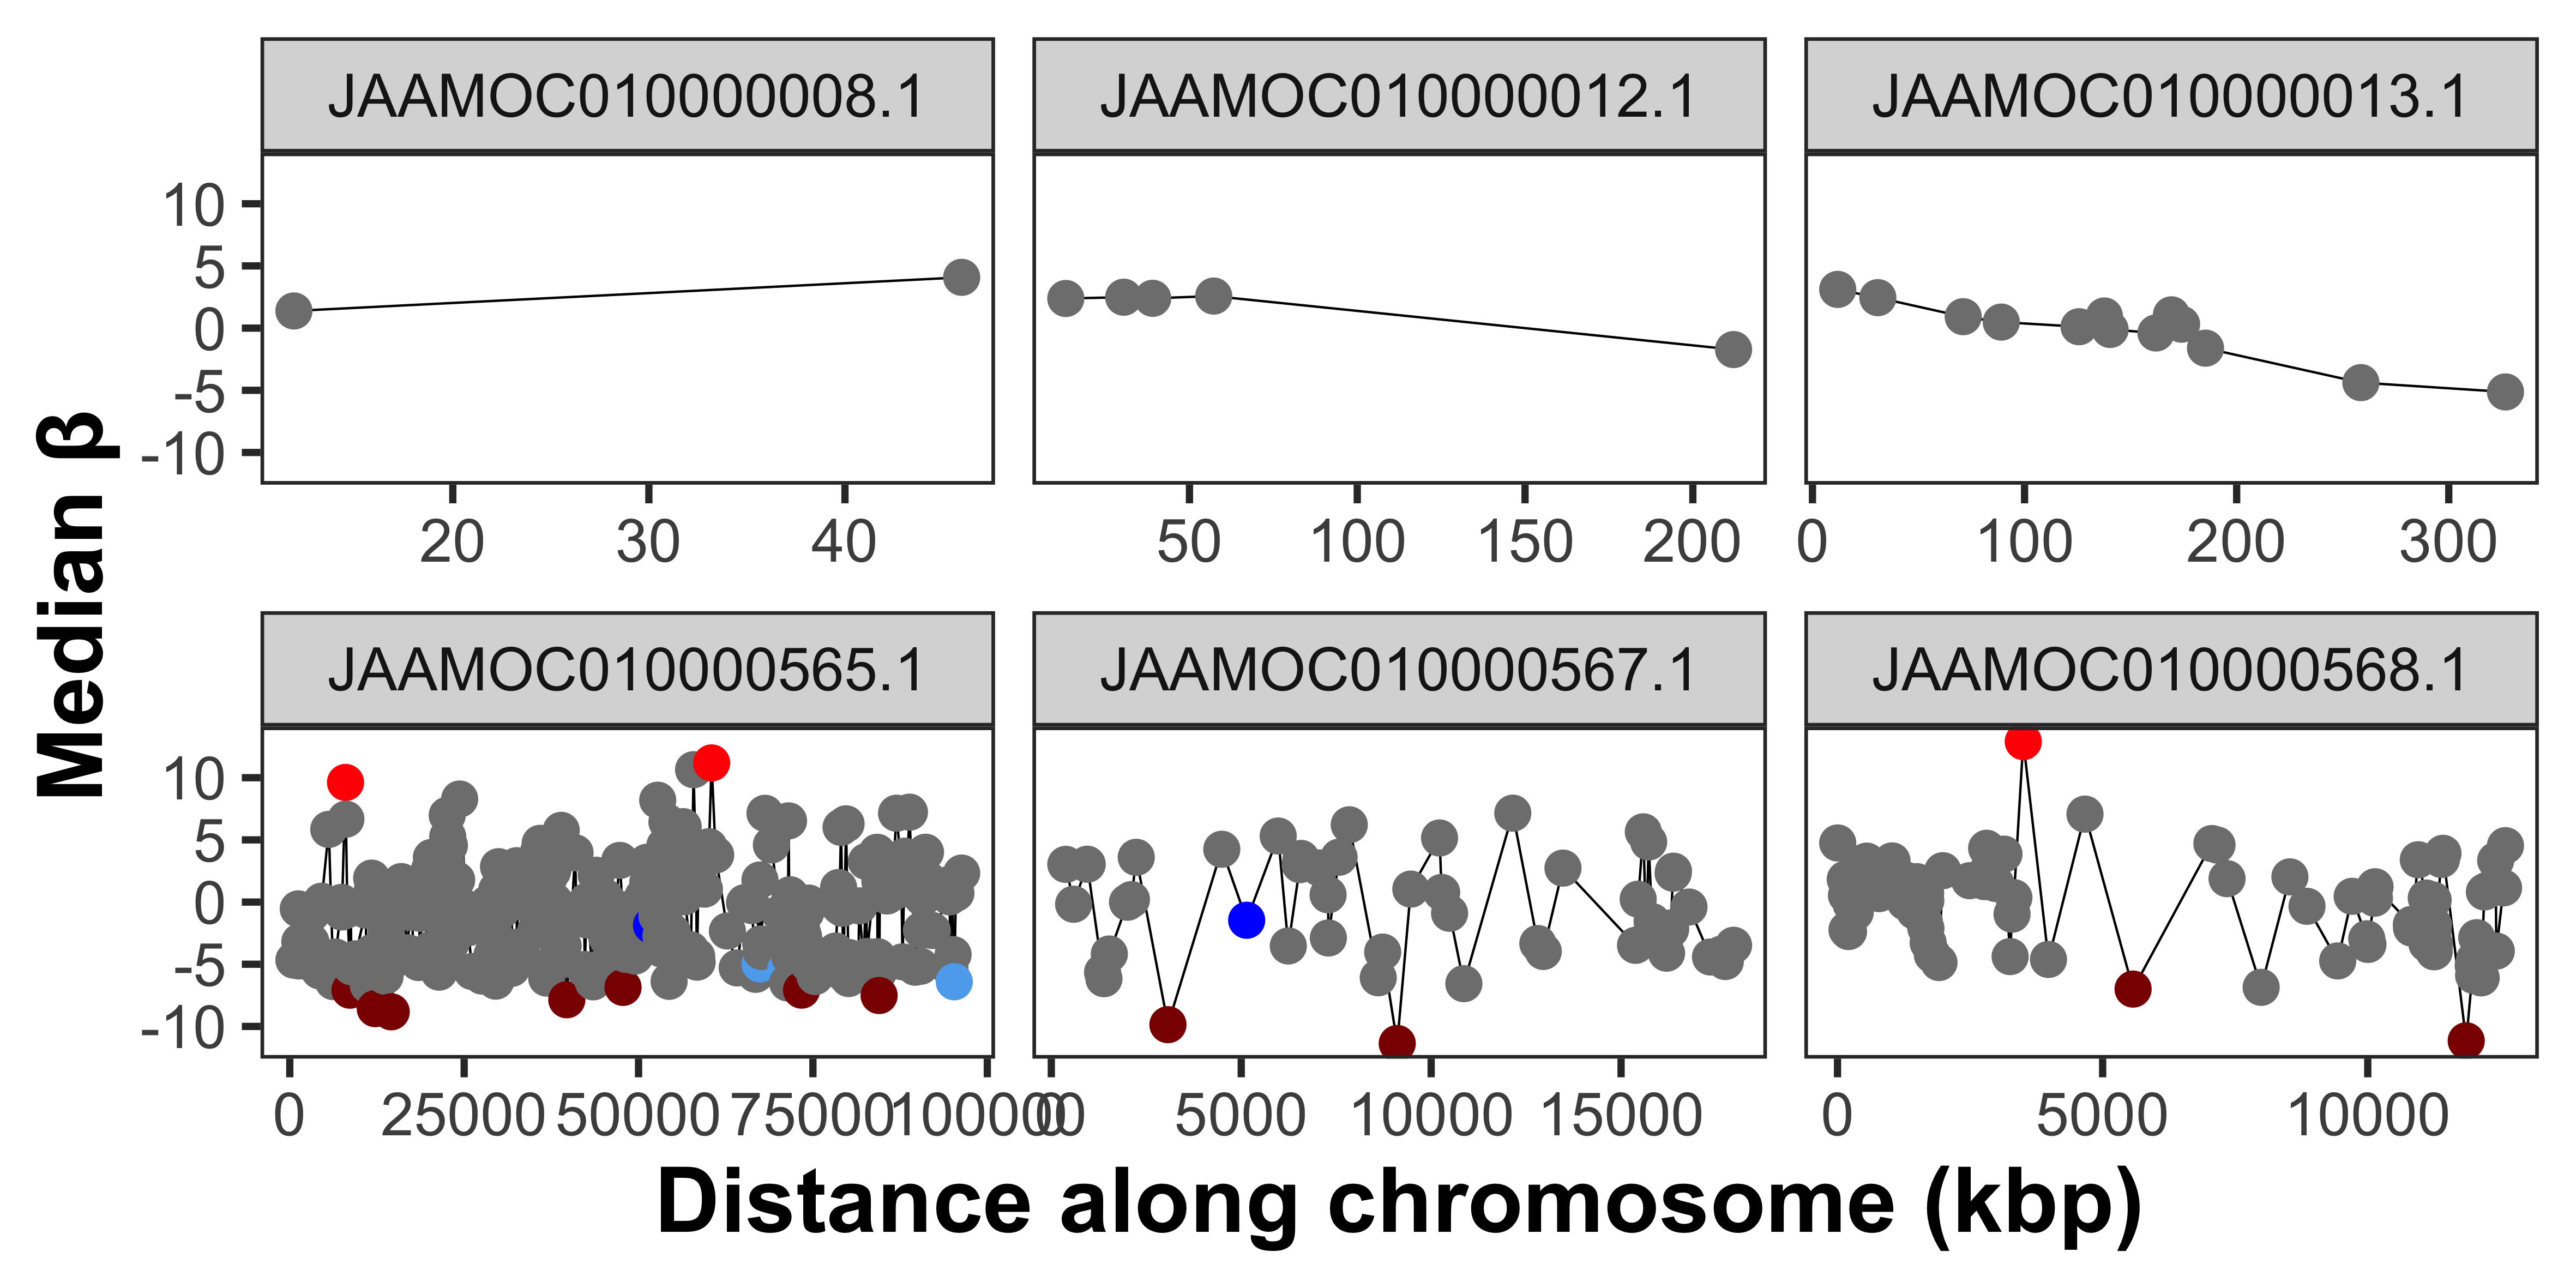 JAAMOC010000008.1 JAAMOC010000012.1 JAAMOC010000013.1
10
5
0
-5
-10
20 30 40 50 100 150 200 0 100 200 300
Median β
JAAMOC010000565.1 JAAMOC010000567.1 JAAMOC010000568.1
10
5
0
-5
-10
0 25000 50000 75000 100000 0 5000 10000 15000 0 5000 10000
Distance along chromosome (kbp)